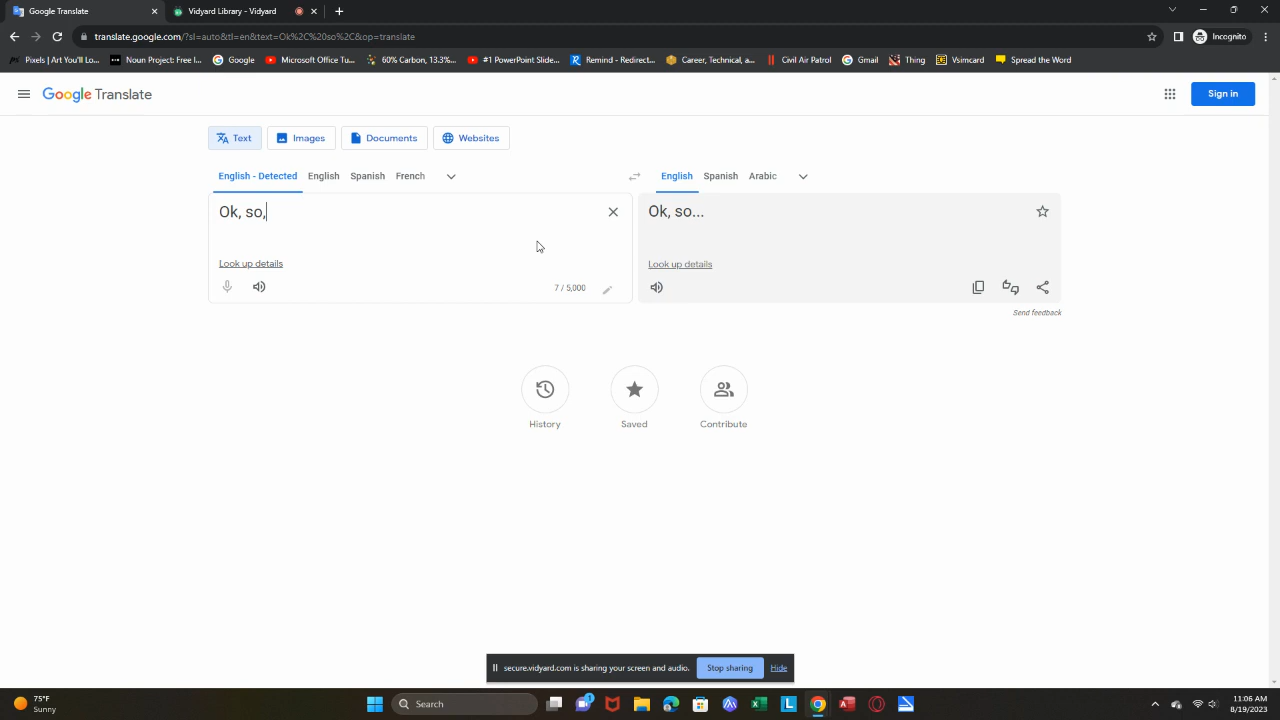 Google Translate
Vidyard Library - Vidyard
translate.google.com/?sl=auto&tl=en&text=Ok%2C%20so%2C&op=translate
Incognito
Pixels | Art You'll Lo...
Noun Project: Free I...
Google
Microsoft Office Tu...
60% Carbon, 13.3%...
#1 PowerPoint Slide...
Remind - Redirect...
Career, Technical, a...
Civil Air Patrol
Gmail
Thing
Vsimcard
Spread the Word
Google Translate
Sign in
Text
Images
Documents
Websites
English - Detected
English
Spanish
French
English
Spanish
Arabic
Ok, so,
Ok, so...
Look up details
Look up details
7 / 5,000
Send feedback
History
Saved
Contribute
secure.vidyard.com is sharing your screen and audio.
Stop sharing
Hide
75°F
Sunny
Search
1
11:06 AM
8/19/2023